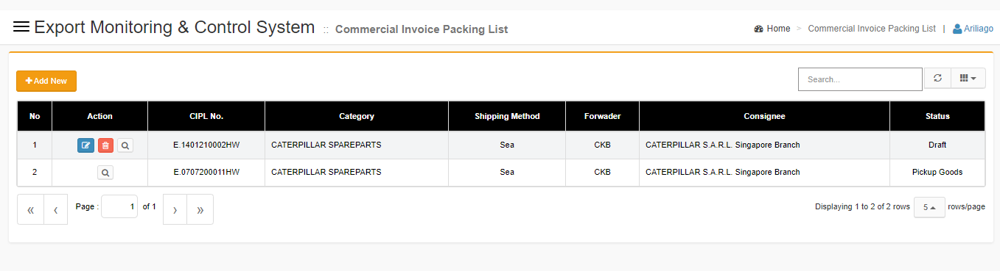 Export Monitoring & Control System :: Commercial Invoice Packing List Home > Commercial Invoice Packing List | Ariliago
Add New Search...
No Action CIPL No. Category Shipping Method Forwader Consignee Status
1 E.1401210002HW CATERPILLAR SPAREPARTS Sea CKB CATERPILLAR S.A.R.L. Singapore Branch Draft
2 E.0707200011HW CATERPILLAR SPAREPARTS Sea CKB CATERPILLAR S.A.R.L. Singapore Branch Pickup Goods
« ‹ Page : 1 of 1 › » Displaying 1 to 2 of 2 rows 5 rows/page